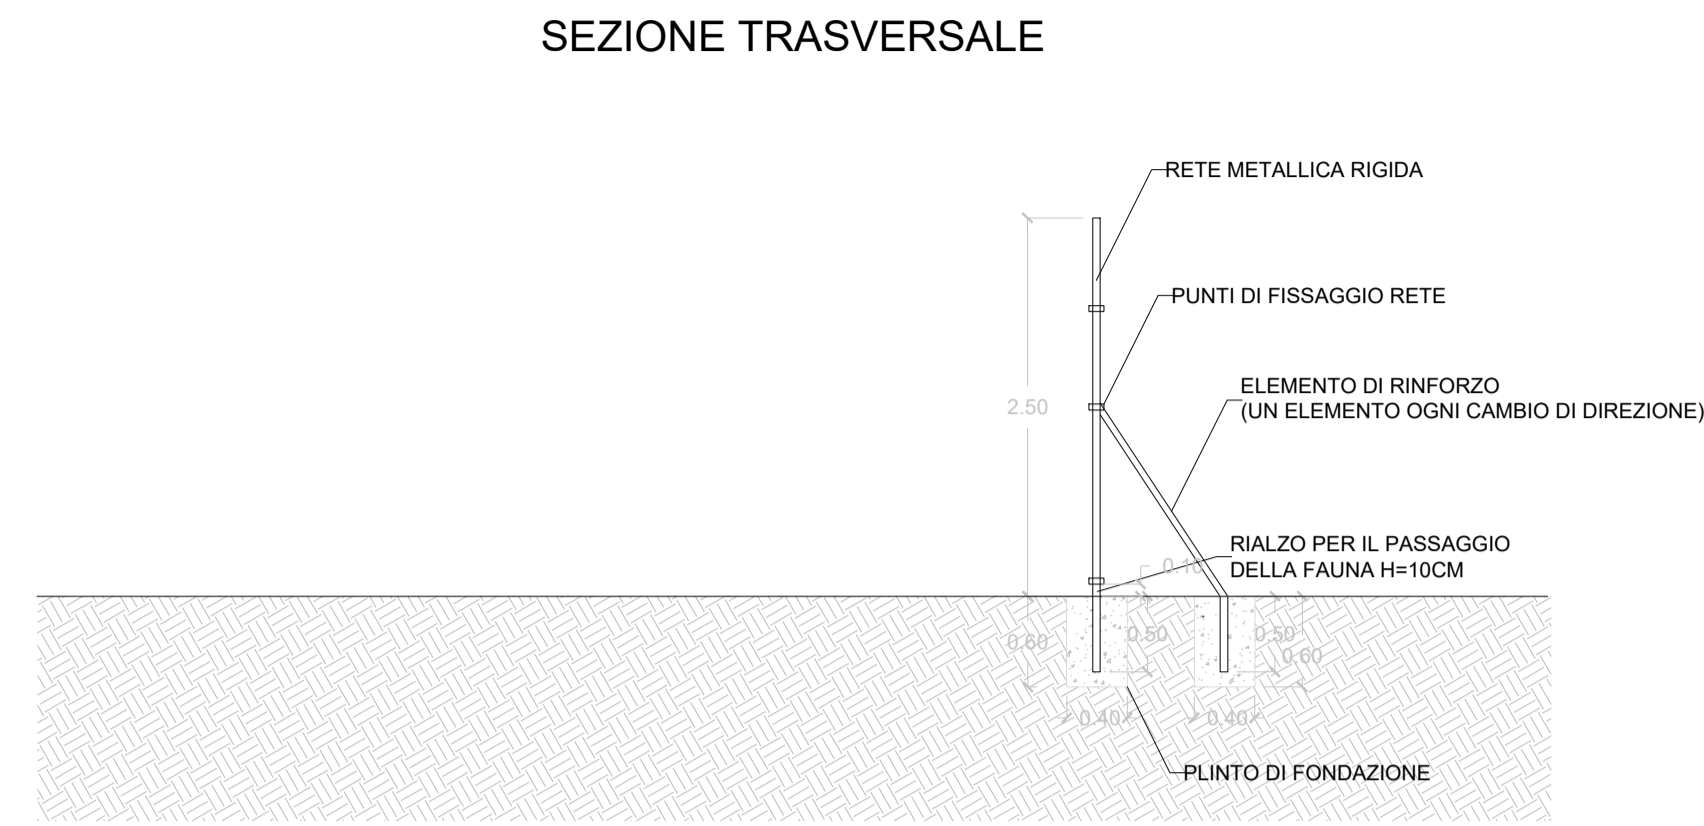 SEZIONE TRASVERSALE
RETE METALLICA RIGIDA
PUNTI DI FISSAGGIO RETE
ELEMENTO DI RINFORZO
(UN ELEMENTO OGNI CAMBIO DI DIREZIONE)
2.50
RIALZO PER IL PASSAGGIO
DELLA FAUNA H=10CM
0.10
0.60
0.50
0.50
0.60
0.40
0.40
PLINTO DI FONDAZIONE